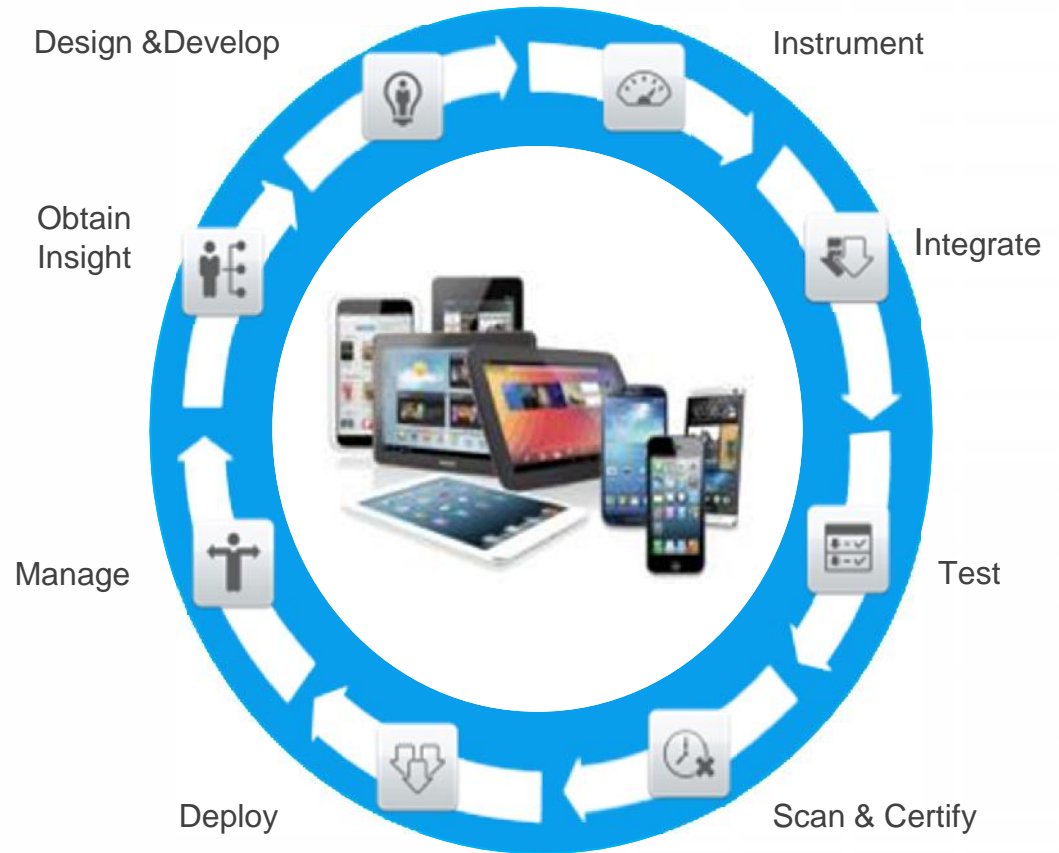 Design &Develop
Instrument
Obtain
Insight
Integrate
Manage
Test
Deploy
Scan & Certify